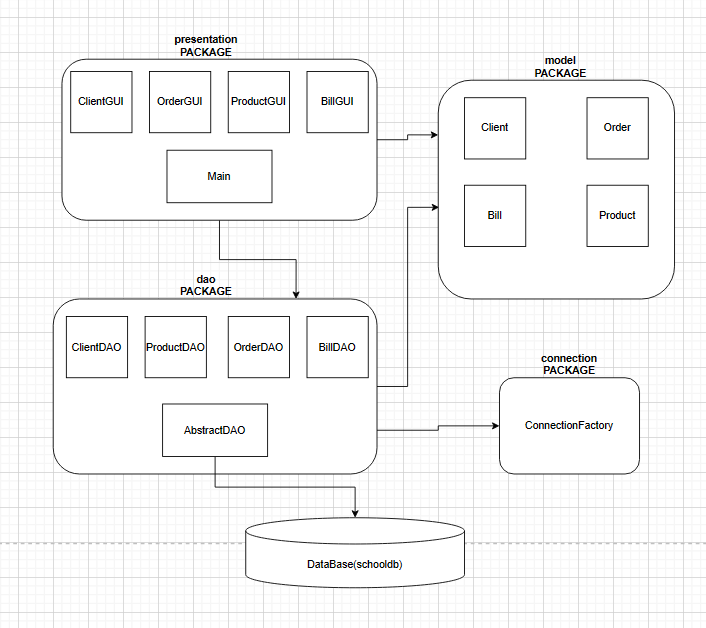 presentation
PACKAGE
ClientGUI
OrderGUI
ProductGUI
BillGUI
Main
model
PACKAGE
Client
Order
Bill
Product
dao
PACKAGE
ClientDAO
ProductDAO
OrderDAO
BillDAO
AbstractDAO
connection
PACKAGE
ConnectionFactory
DataBase(schooldb)